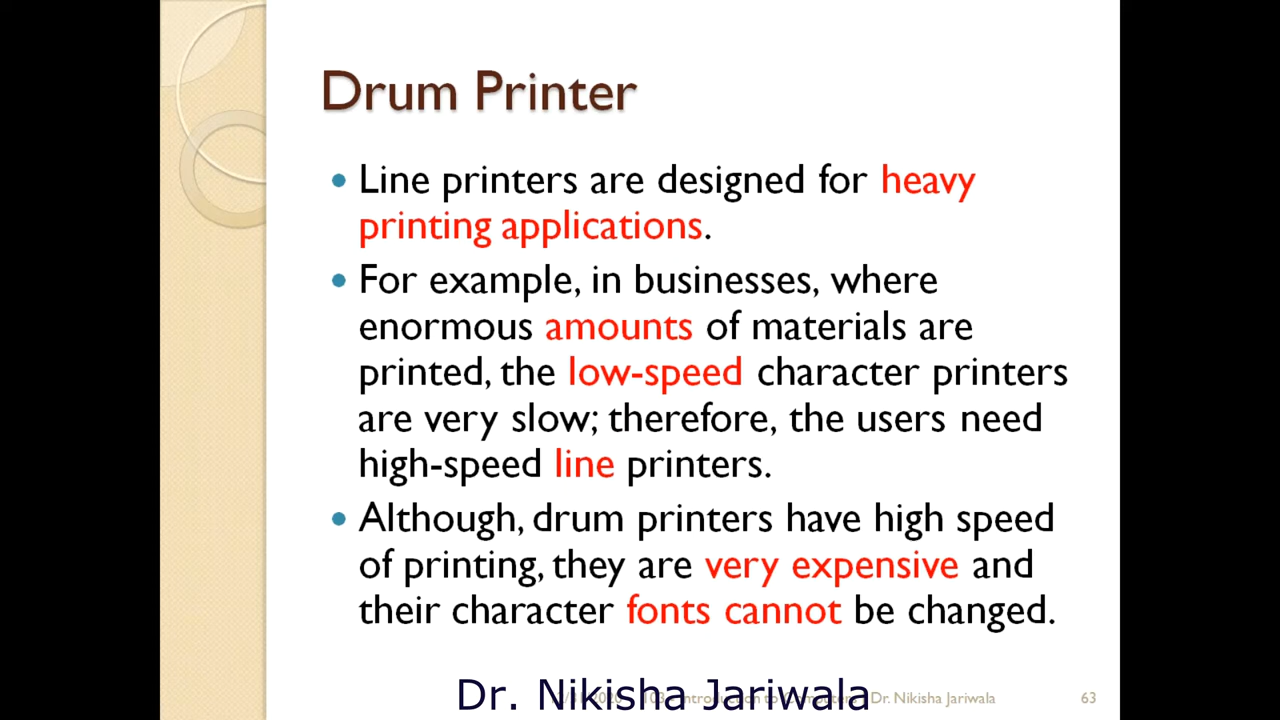 Drum Printer
• Line printers are designed for heavy
printing applications.
• For example, in businesses, where
enormous amounts of materials are
printed, the low-speed character printers
are very slow; therefore, the users need
high-speed line printers.
• Although, drum printers have high speed
of printing, they are very expensive and
their character fonts cannot be changed.
Dr. Nikisha Jariwala
Introduction to Computers Dr. Nikisha Jariwala 63